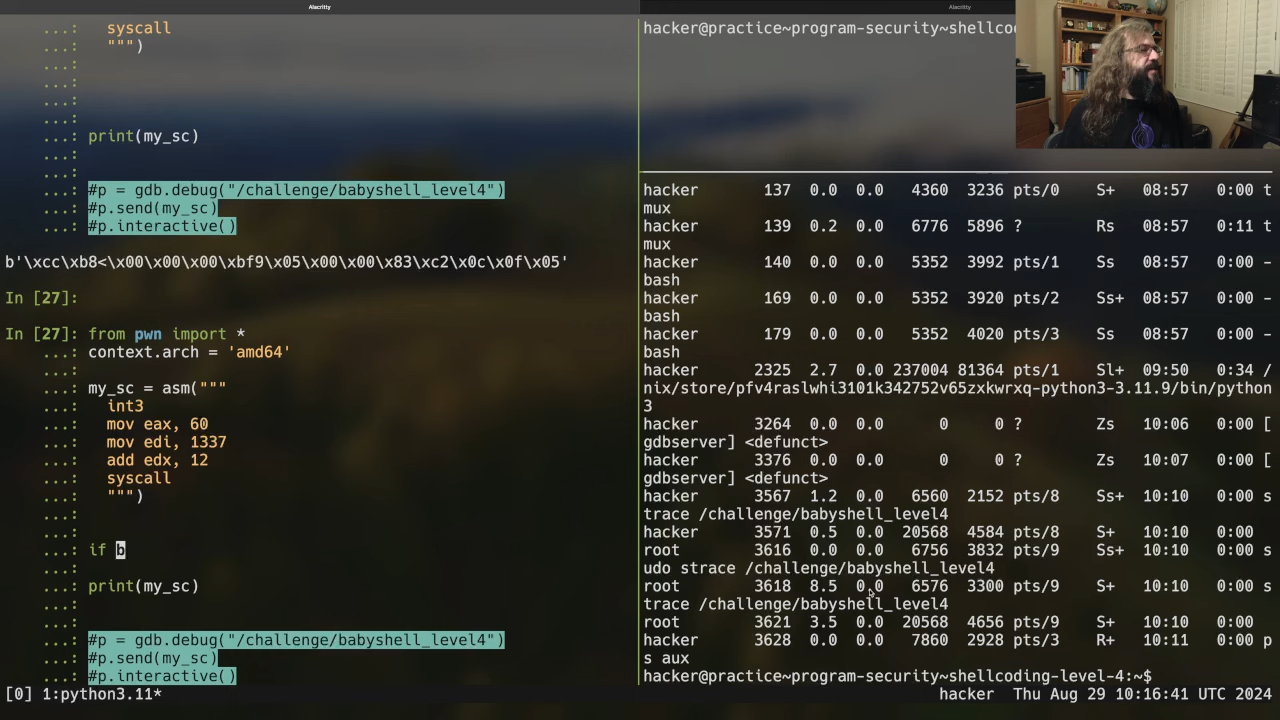 Alacritty
Alacritty
...: syscall
...: """)
...:
...:
...:
...:
...: print(my_sc)
...:
...:
...: #p = gdb.debug("/challenge/babyshell_level4")
...: #p.send(my_sc)
...: #p.interactive()
b'\xcc\xb8<\x00\x00\x00\xbf9\x05\x00\x00\x83\xc2\x0c\x0f\x05'
In [27]:
In [27]: from pwn import *
...: context.arch = 'amd64'
...:
...: my_sc = asm("""
...: int3
...: mov eax, 60
...: mov edi, 1337
...: add edx, 12
...: syscall
...: """)
...:
...:
...: if b
...:
...: print(my_sc)
...:
...:
...: #p = gdb.debug("/challenge/babyshell_level4")
...: #p.send(my_sc)
...: #p.interactive()
hacker@practice~program-security~shellco
hacker 137 0.0 0.0 4360 3236 pts/0 S+ 08:57 0:00 t
mux
hacker 139 0.2 0.0 6776 5896 ? Rs 08:57 0:11 t
mux
hacker 140 0.0 0.0 5352 3992 pts/1 Ss 08:57 0:00 -
bash
hacker 169 0.0 0.0 5352 3920 pts/2 Ss+ 08:57 0:00 -
bash
hacker 179 0.0 0.0 5352 4020 pts/3 Ss 08:57 0:00 -
bash
hacker 2325 2.7 0.0 237004 81364 pts/1 Sl+ 09:50 0:34 /
nix/store/pfv4raslwhi3101k342752v65zxkwrxq-python3-3.11.9/bin/python
3
hacker 3264 0.0 0.0 0 0 ? Zs 10:06 0:00 [
gdbserver] <defunct>
hacker 3376 0.0 0.0 0 0 ? Zs 10:07 0:00 [
gdbserver] <defunct>
hacker 3567 1.2 0.0 6560 2152 pts/8 Ss+ 10:10 0:00 s
trace /challenge/babyshell_level4
hacker 3571 0.5 0.0 20568 4584 pts/8 S+ 10:10 0:00
root 3616 0.0 0.0 6756 3832 pts/9 Ss+ 10:10 0:00 s
udo strace /challenge/babyshell_level4
root 3618 8.5 0.0 6576 3300 pts/9 S+ 10:10 0:00 s
trace /challenge/babyshell_level4
root 3621 3.5 0.0 20568 4656 pts/9 S+ 10:10 0:00
hacker 3628 0.0 0.0 7860 2928 pts/3 R+ 10:11 0:00 p
s aux
hacker@practice~program-security~shellcoding-level-4:~$
[0] 1:python3.11*
hacker Thu Aug 29 10:16:41 UTC 2024